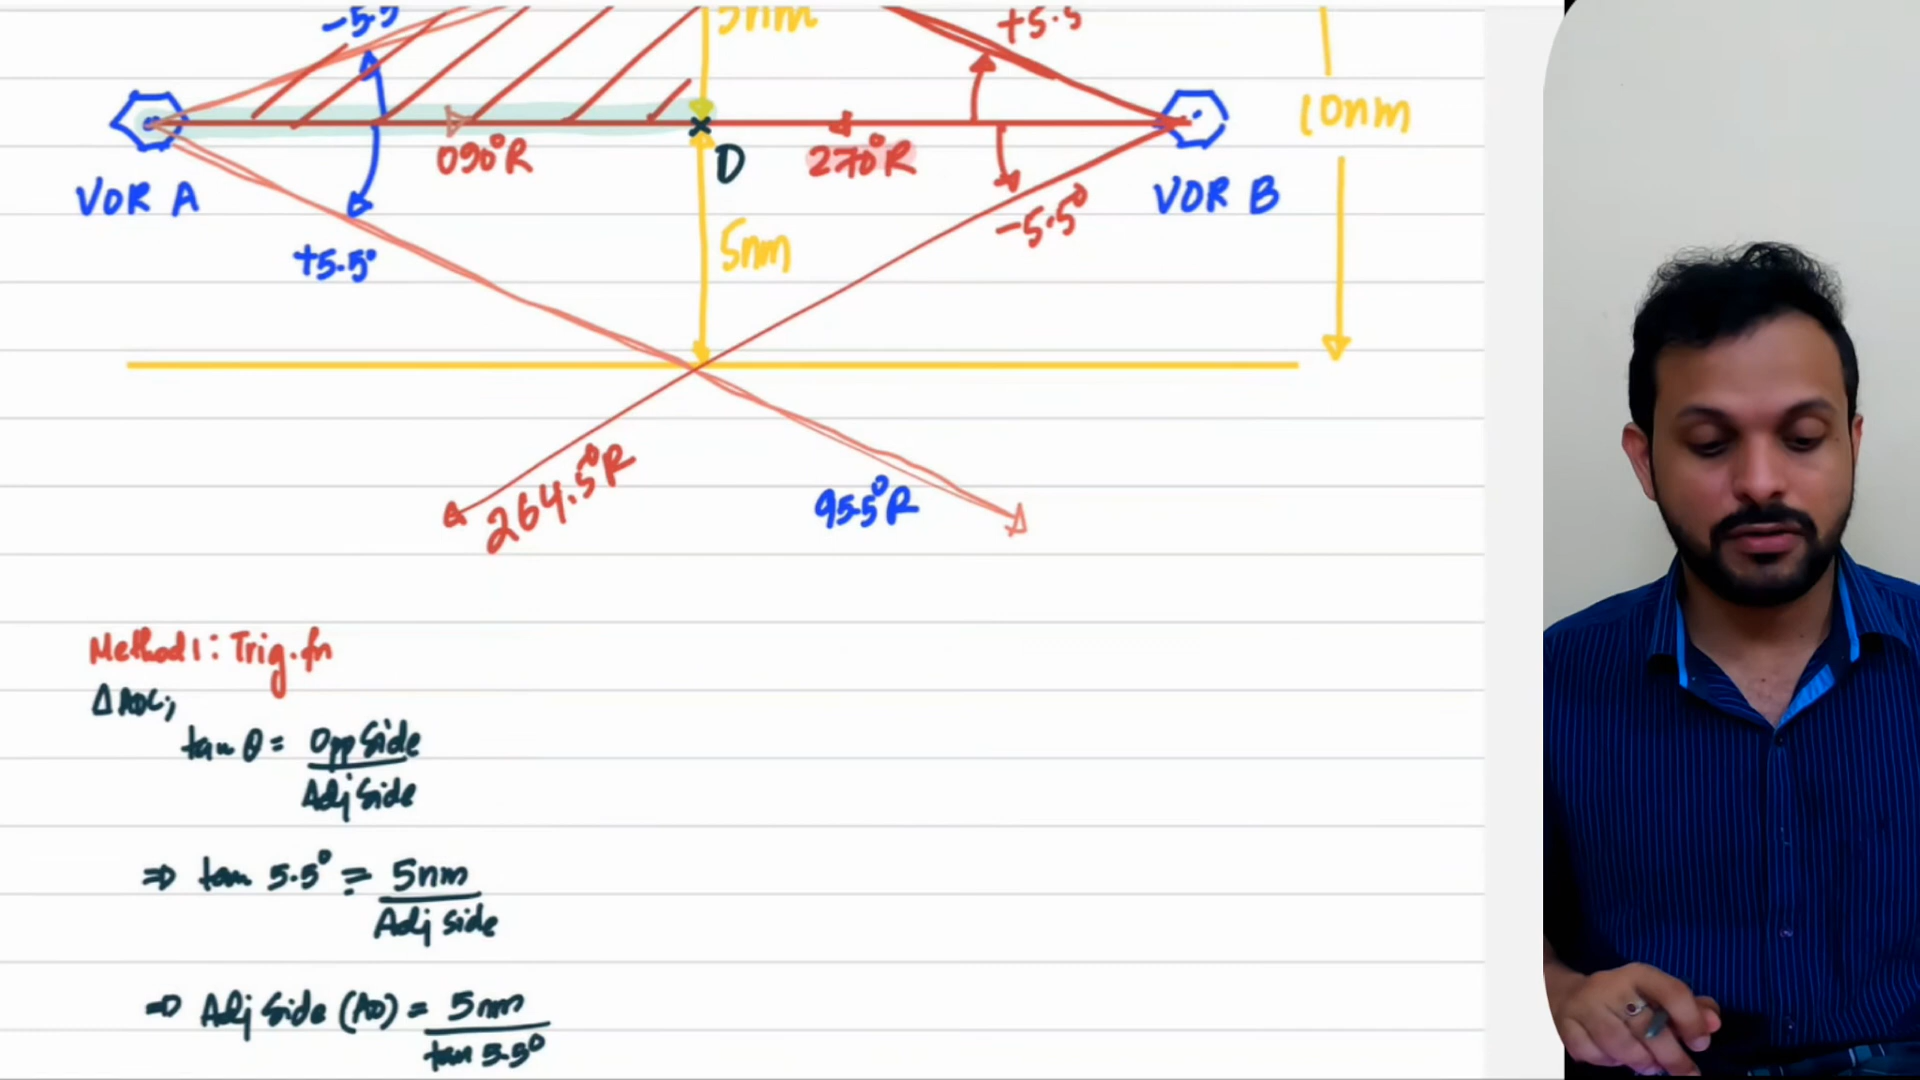 -5.5
5nm
+5.5
10nm
090°R
D
270°R
VOR A
VOR B
-5.5°
+5.5°
5nm
264.5°R
95.5°R
Method 1: Trig. fn
Δ ADC;
tan θ = Opp Side
Adj Side
⇒ tan 5.5° = 5nm
Adj side
⇒ Adj Side (AD) = 5nm
tan 5.5°